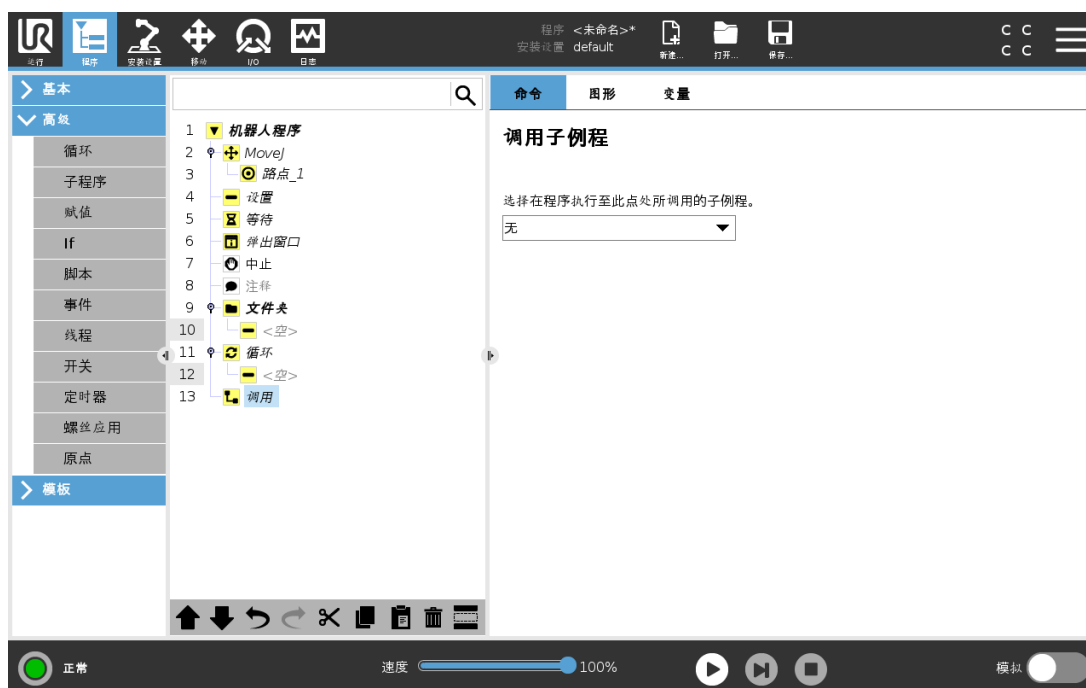 程序 <未命名>*
安装设置 default
C C
C C
运行 程序 安装设置 移动 I/O 日志 新建... 打开... 保存...
基本
高级
循环
子程序
赋值
If
脚本
事件
线程
开关
定时器
螺丝应用
原点
模板
1 机器人程序
2 MoveJ
3 路点_1
4 设置
5 等待
6 弹出窗口
7 中止
8 注释
9 文件夹
10 <空>
11 循环
12 <空>
13 调用
命令 图形 变量
调用子例程
选择在程序执行至此点处所调用的子例程。
无
正常
速度 100%
模拟